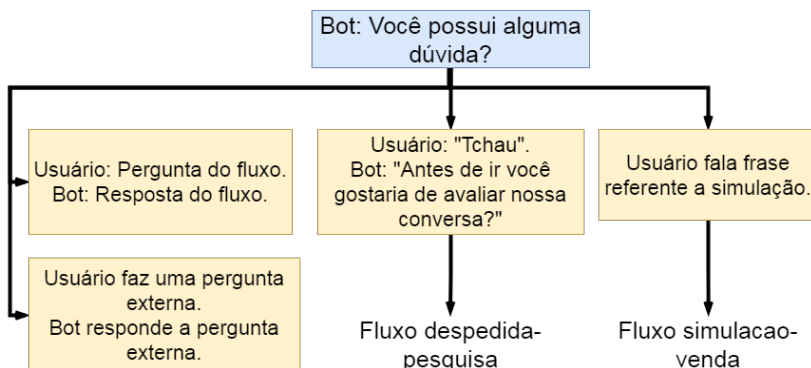 Bot: Você possui alguma
dúvida?
Usuário: Pergunta do fluxo.
Bot: Resposta do fluxo.
Usuário: "Tchau".
Bot: "Antes de ir você
gostaria de avaliar nossa
conversa?"
Usuário fala frase
referente a simulação.
Usuário faz uma pergunta
externa.
Bot responde a pergunta
externa.
Fluxo despedida-
pesquisa
Fluxo simulacao-
venda